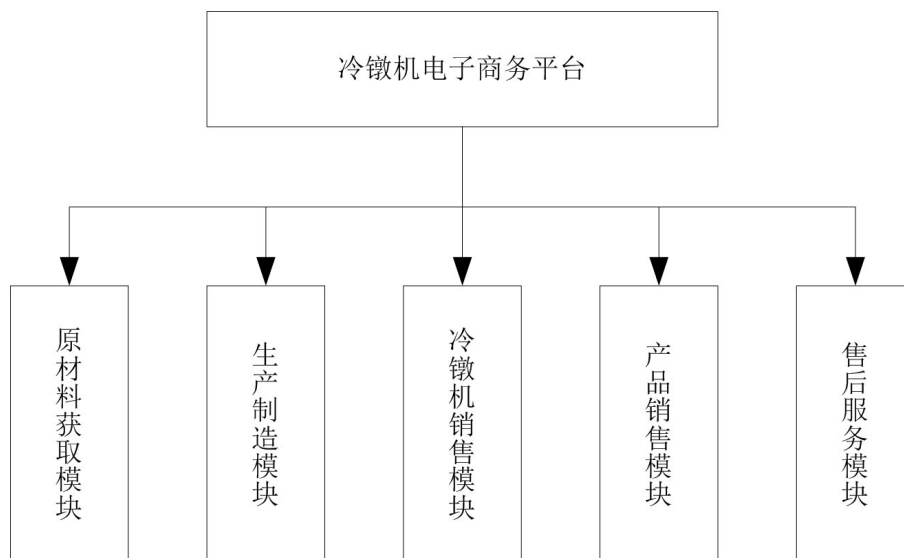 冷镦机电子商务平台
原材料获取模块
生产制造模块
冷镦机销售模块
产品销售模块
售后服务模块